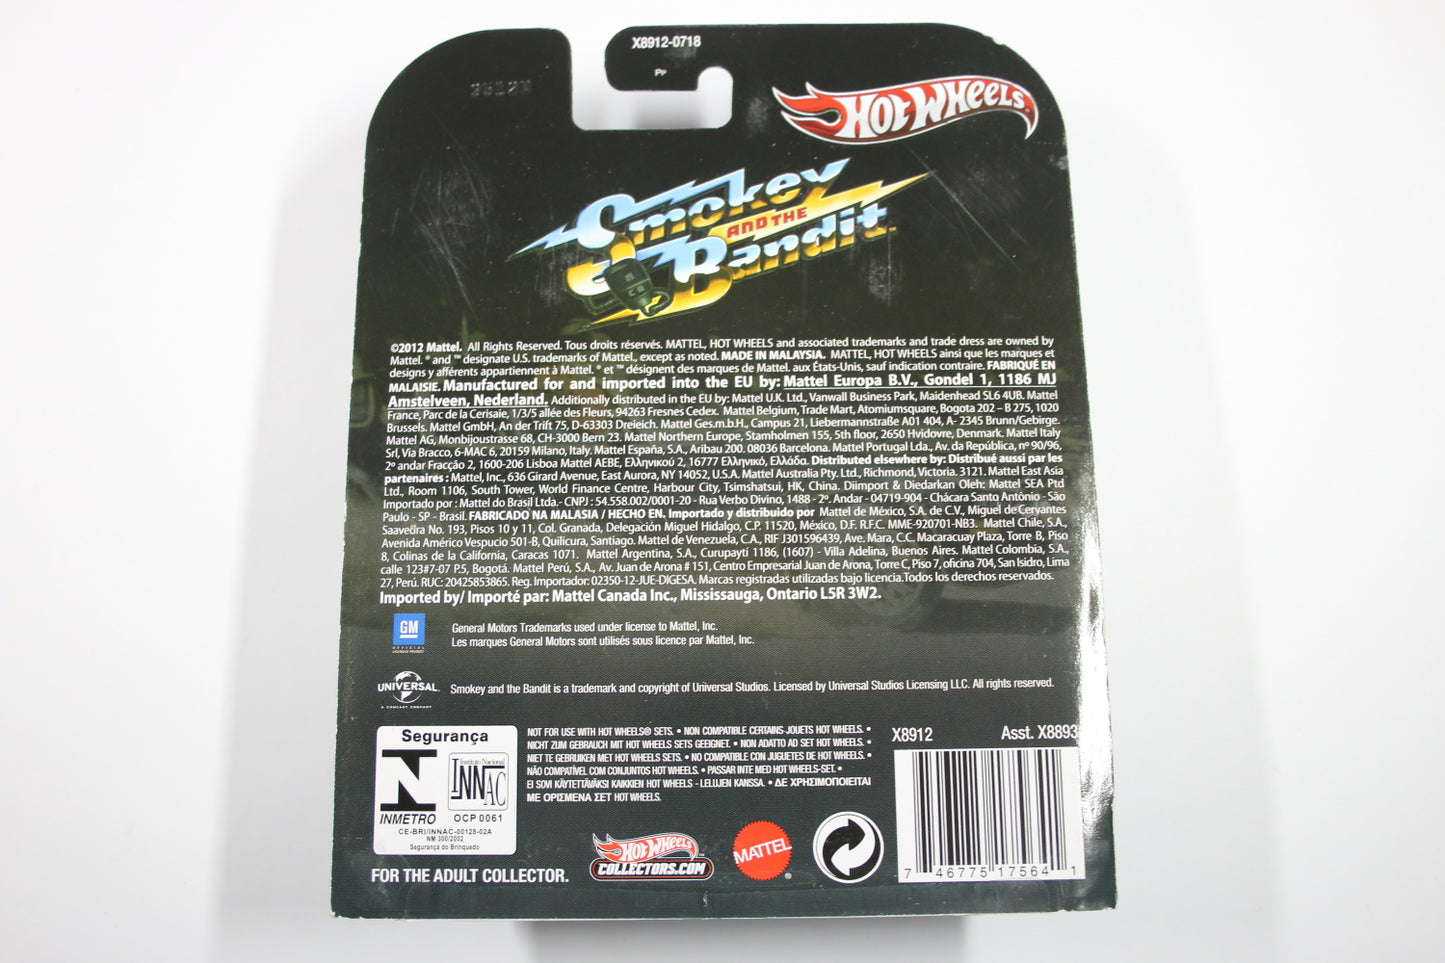 X8912-0718
PP
HOT WHEELS
Smokey
AND THE
Bandit
©2012 Mattel. All Rights Reserved. Tous droits réservés. MATTEL, HOT WHEELS and associated trademarks and trade dress are owned by
Mattel. ® and ™ designate U.S. trademarks of Mattel., except as noted. MADE IN MALAYSIA. MATTEL, HOT WHEELS ainsi que les marques et
designs y afférents appartiennent à Mattel. ® et ™ désignent des marques de Mattel. aux États-Unis, sauf indication contraire. FABRIQUÉ EN
MALAISIE. Manufactured for and imported into the EU by: Mattel Europa B.V., Gondel 1, 1186 MJ
Amstelveen, Nederland. Additionally distributed in the EU by: Mattel U.K. Ltd., Vanwall Business Park, Maidenhead SL6 4UB. Mattel
France, Parc de la Cerisaie, 1/3/5 allée des Fleurs, 94263 Fresnes Cedex. Mattel Belgium, Trade Mart, Atomiumsquare, Bogota 202 – B 275, 1020
Brussels. Mattel GmbH, An der Trift 75, D-63303 Dreieich. Mattel Ges.m.b.H., Campus 21, Liebermannstraße A01 404, A- 2345 Brunn/Gebirge.
Mattel AG, Monbijoustrasse 68, CH-3000 Bern 23. Mattel Northern Europe, Stamholmen 155, 5th floor, 2650 Hvidovre, Denmark. Mattel Italy
Srl, Via Bracco, 6-MAC 6, 20159 Milano, Italy. Mattel España, S.A., Aribau 200. 08036 Barcelona. Mattel Portugal Lda., Av. da República, nº 90/96,
2º andar Fracção 2, 1600-206 Lisboa Mattel AEBE, Ελληνικού 2, 16777 Ελληνικό, Ελλάδα. Distributed elsewhere by: Distribué aussi par les
partenaires : Mattel, Inc., 636 Girard Avenue, East Aurora, NY 14052, U.S.A. Mattel Australia Pty. Ltd., Richmond, Victoria. 3121. Mattel East Asia
Ltd., Room 1106, South Tower, World Finance Centre, Harbour City, Tsimshatsui, HK, China. Diimport & Diedarkan Oleh: Mattel SEA Ptd
Importado por : Mattel do Brasil Ltda.- CNPJ : 54.558.002/0001-20 - Rua Verbo Divino, 1488 - 2º. Andar - 04719-904 - Chácara Santo Antônio - São
Paulo - SP - Brasil. FABRICADO NA MALASIA / HECHO EN. Importado y distribuido por Mattel de México, S.A. de C.V., Miguel de Cervantes
Saavedra No. 193, Pisos 10 y 11, Col. Granada, Delegación Miguel Hidalgo, C.P. 11520, México, D.F. R.F.C. MME-920701-NB3. Mattel Chile, S.A.,
Avenida Américo Vespucio 501-B, Quilicura, Santiago. Mattel de Venezuela, C.A., RIF J301596439, Ave. Mara, C.C. Macaracuay Plaza, Torre B, Piso
8, Colinas de la California, Caracas 1071. Mattel Argentina, S.A., Curupaytí 1186, (1607) - Villa Adelina, Buenos Aires. Mattel Colombia, S.A.,
calle 123#7-07 P.5, Bogotá. Mattel Perú, S.A., Av. Juan de Arona # 151, Centro Empresarial Juan de Arona, Torre C, Piso 7, oficina 704, San Isidro, Lima
27, Perú. RUC: 20425853865. Reg. Importador: 02350-12-JUE-DIGESA. Marcas registradas utilizadas bajo licencia.Todos los derechos reservados.
Imported by/ Importé par: Mattel Canada Inc., Mississauga, Ontario L5R 3W2.
GM
OFFICIAL
LICENSED PRODUCT
General Motors Trademarks used under license to Mattel, Inc.
Les marques General Motors sont utilisés sous licence par Mattel, Inc.
UNIVERSAL
A COMCAST COMPANY
Smokey and the Bandit is a trademark and copyright of Universal Studios. Licensed by Universal Studios Licensing LLC. All rights reserved.
Segurança
N
INMETRO
Instituto Nacional
INNAC
OCP 0061
CE-BRI/INNAC-00128-02A
NM 300/2002
Segurança do Brinquedo
NOT FOR USE WITH HOT WHEELS® SETS. • NON COMPATIBLE CERTAINS JOUETS HOT WHEELS. •
NICHT ZUM GEBRAUCH MIT HOT WHEELS SETS GEEIGNET. • NON ADATTO AD SET HOT WHEELS. •
NIET TE GEBRUIKEN MET HOT WHEELS SETS. • NO COMPATIBLE CON JUGUETES DE HOT WHEELS. •
NÃO COMPATÍVEL COM CONJUNTOS HOT WHEELS. • PASSAR INTE MED HOT WHEELS-SET. •
EI SOVI KÄYTETTÄVÄKSI KAIKKIEN HOT WHEELS - LELUJEN KANSSA. • ΔΕ ΧΡΗΣΙΜΟΠΟΙΕΙΤΑΙ
ΜΕ ΟΡΙΣΜΕΝΑ ΣΕΤ HOT WHEELS.
X8912
Asst. X8893
7 46775 17564 1
FOR THE ADULT COLLECTOR.
HOT WHEELS
COLLECTORS.COM
MATTEL